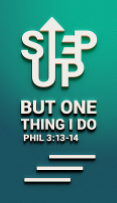 STEP
UP
BUT ONE
THING I DO
PHIL 3:13-14